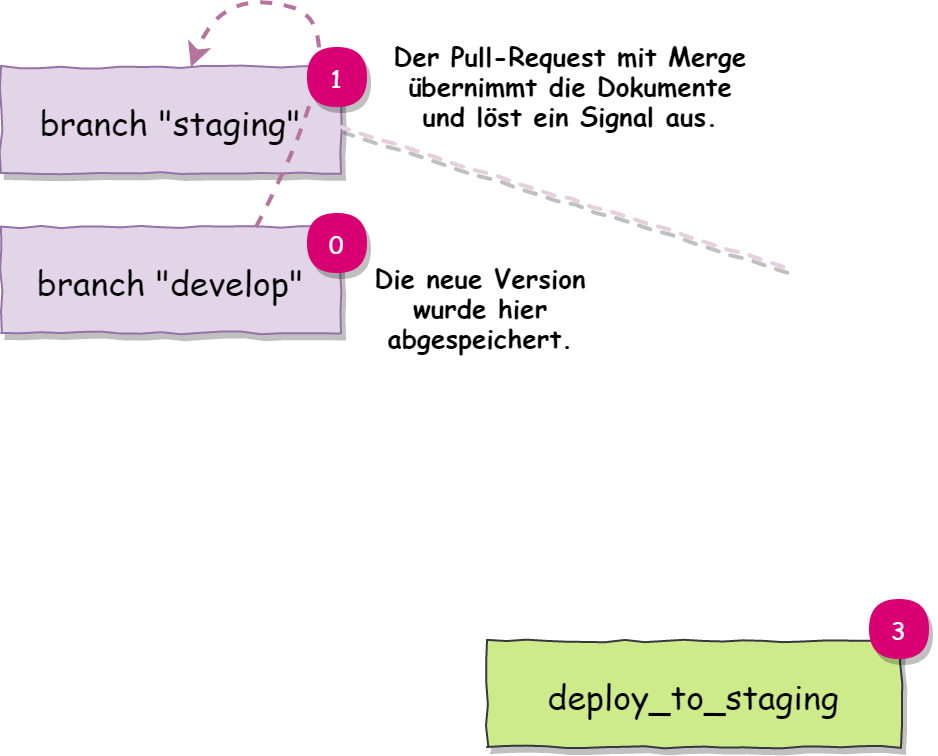 1
Der Pull-Request mit Merge
übernimmt die Dokumente
und löst ein Signal aus.
branch "staging"
0
branch "develop"
Die neue Version
wurde hier
abgespeichert.
3
deploy_to_staging